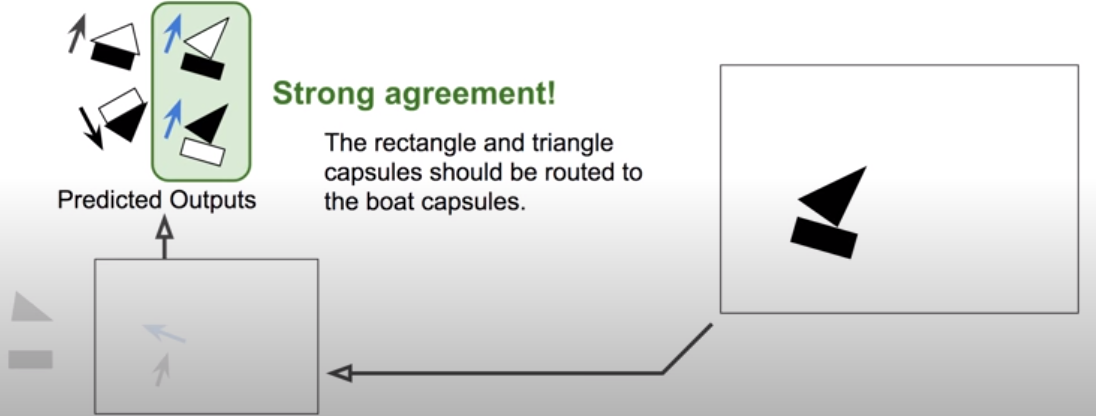 Strong agreement!
The rectangle and triangle
capsules should be routed to
the boat capsules.
Predicted Outputs